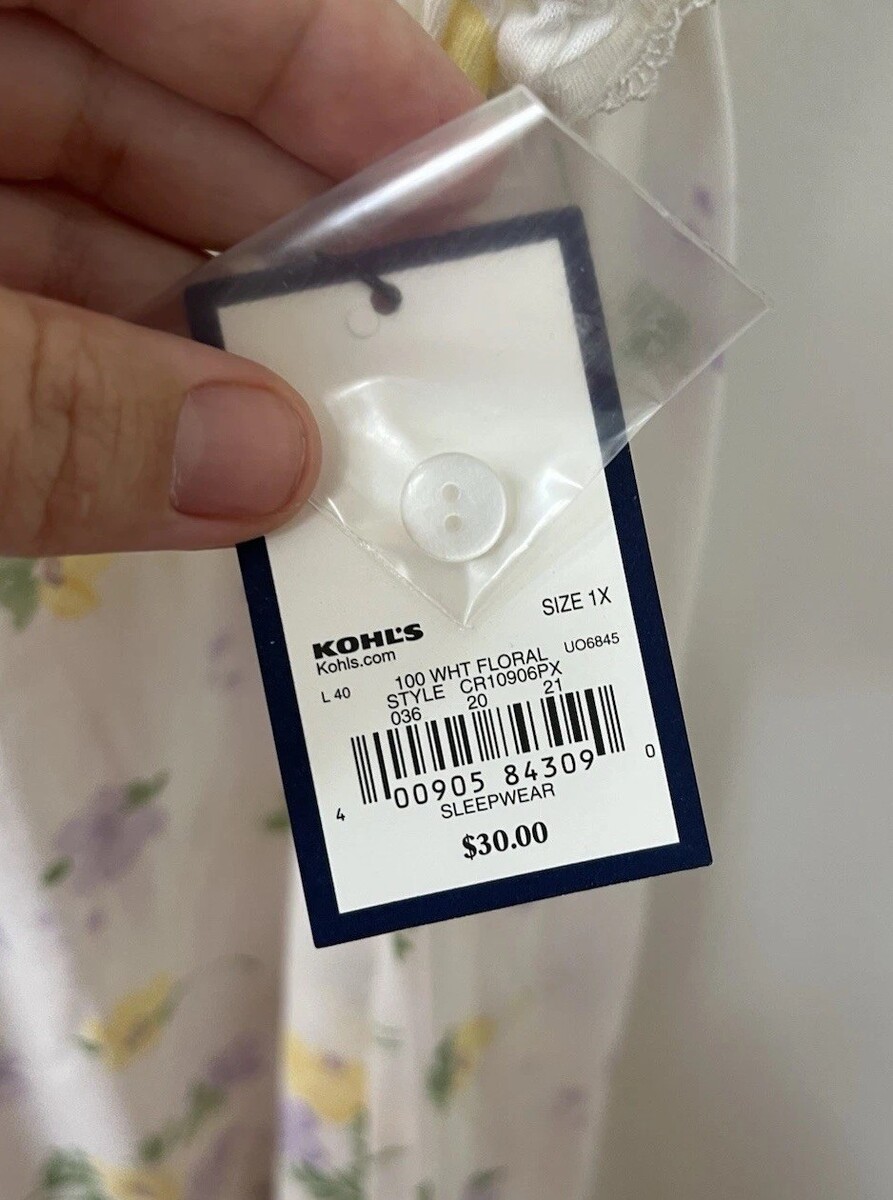 SIZE 1X
KOHL'S
Kohls.com
L 40 100 WHT FLORAL UO6845
STYLE CR10906PX
036 20 21
4 00905 84309 0
SLEEPWEAR
$30.00